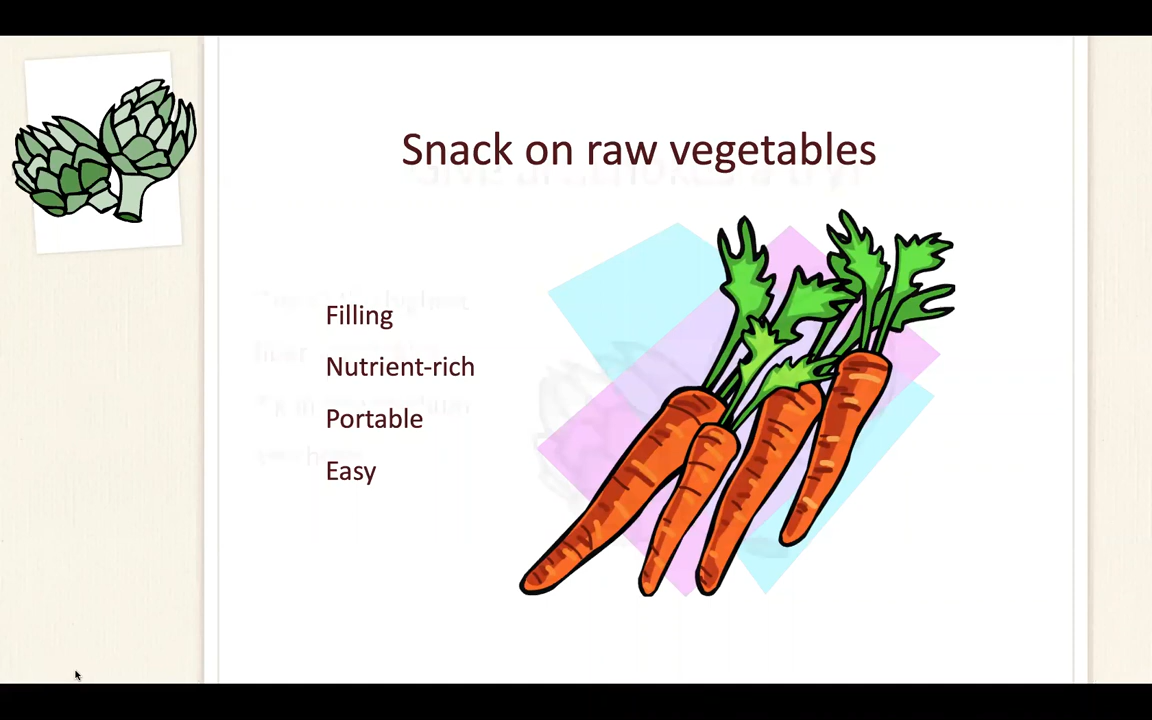 Snack on raw vegetables
Filling
Nutrient-rich
Portable
Easy